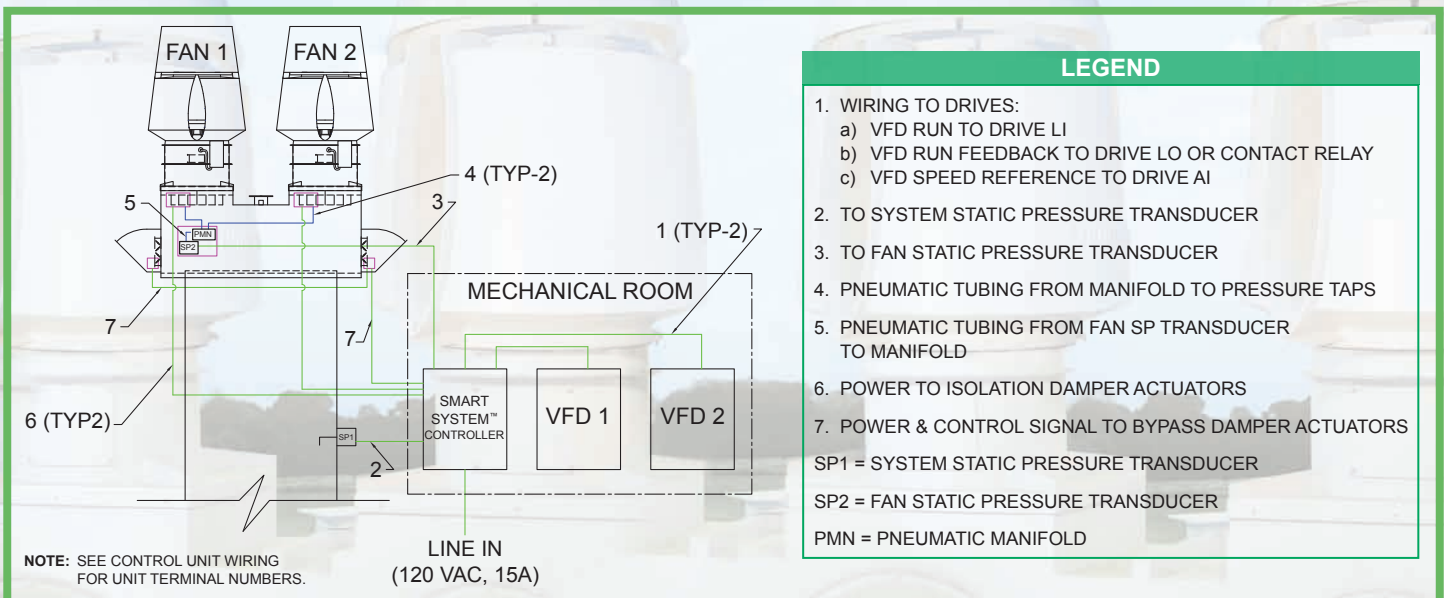 FAN 1
FAN 2
4 (TYP-2)
5
3
PMN
SP2
1 (TYP-2)
MECHANICAL ROOM
7
7
SMART
SYSTEM™
CONTROLLER
VFD 1
VFD 2
6 (TYP2)
SP1
2
LINE IN
(120 VAC, 15A)
NOTE: SEE CONTROL UNIT WIRING
FOR UNIT TERMINAL NUMBERS.
LEGEND
1. WIRING TO DRIVES:
a) VFD RUN TO DRIVE LI
b) VFD RUN FEEDBACK TO DRIVE LO OR CONTACT RELAY
c) VFD SPEED REFERENCE TO DRIVE AI
2. TO SYSTEM STATIC PRESSURE TRANSDUCER
3. TO FAN STATIC PRESSURE TRANSDUCER
4. PNEUMATIC TUBING FROM MANIFOLD TO PRESSURE TAPS
5. PNEUMATIC TUBING FROM FAN SP TRANSDUCER
TO MANIFOLD
6. POWER TO ISOLATION DAMPER ACTUATORS
7. POWER & CONTROL SIGNAL TO BYPASS DAMPER ACTUATORS
SP1 = SYSTEM STATIC PRESSURE TRANSDUCER
SP2 = FAN STATIC PRESSURE TRANSDUCER
PMN = PNEUMATIC MANIFOLD